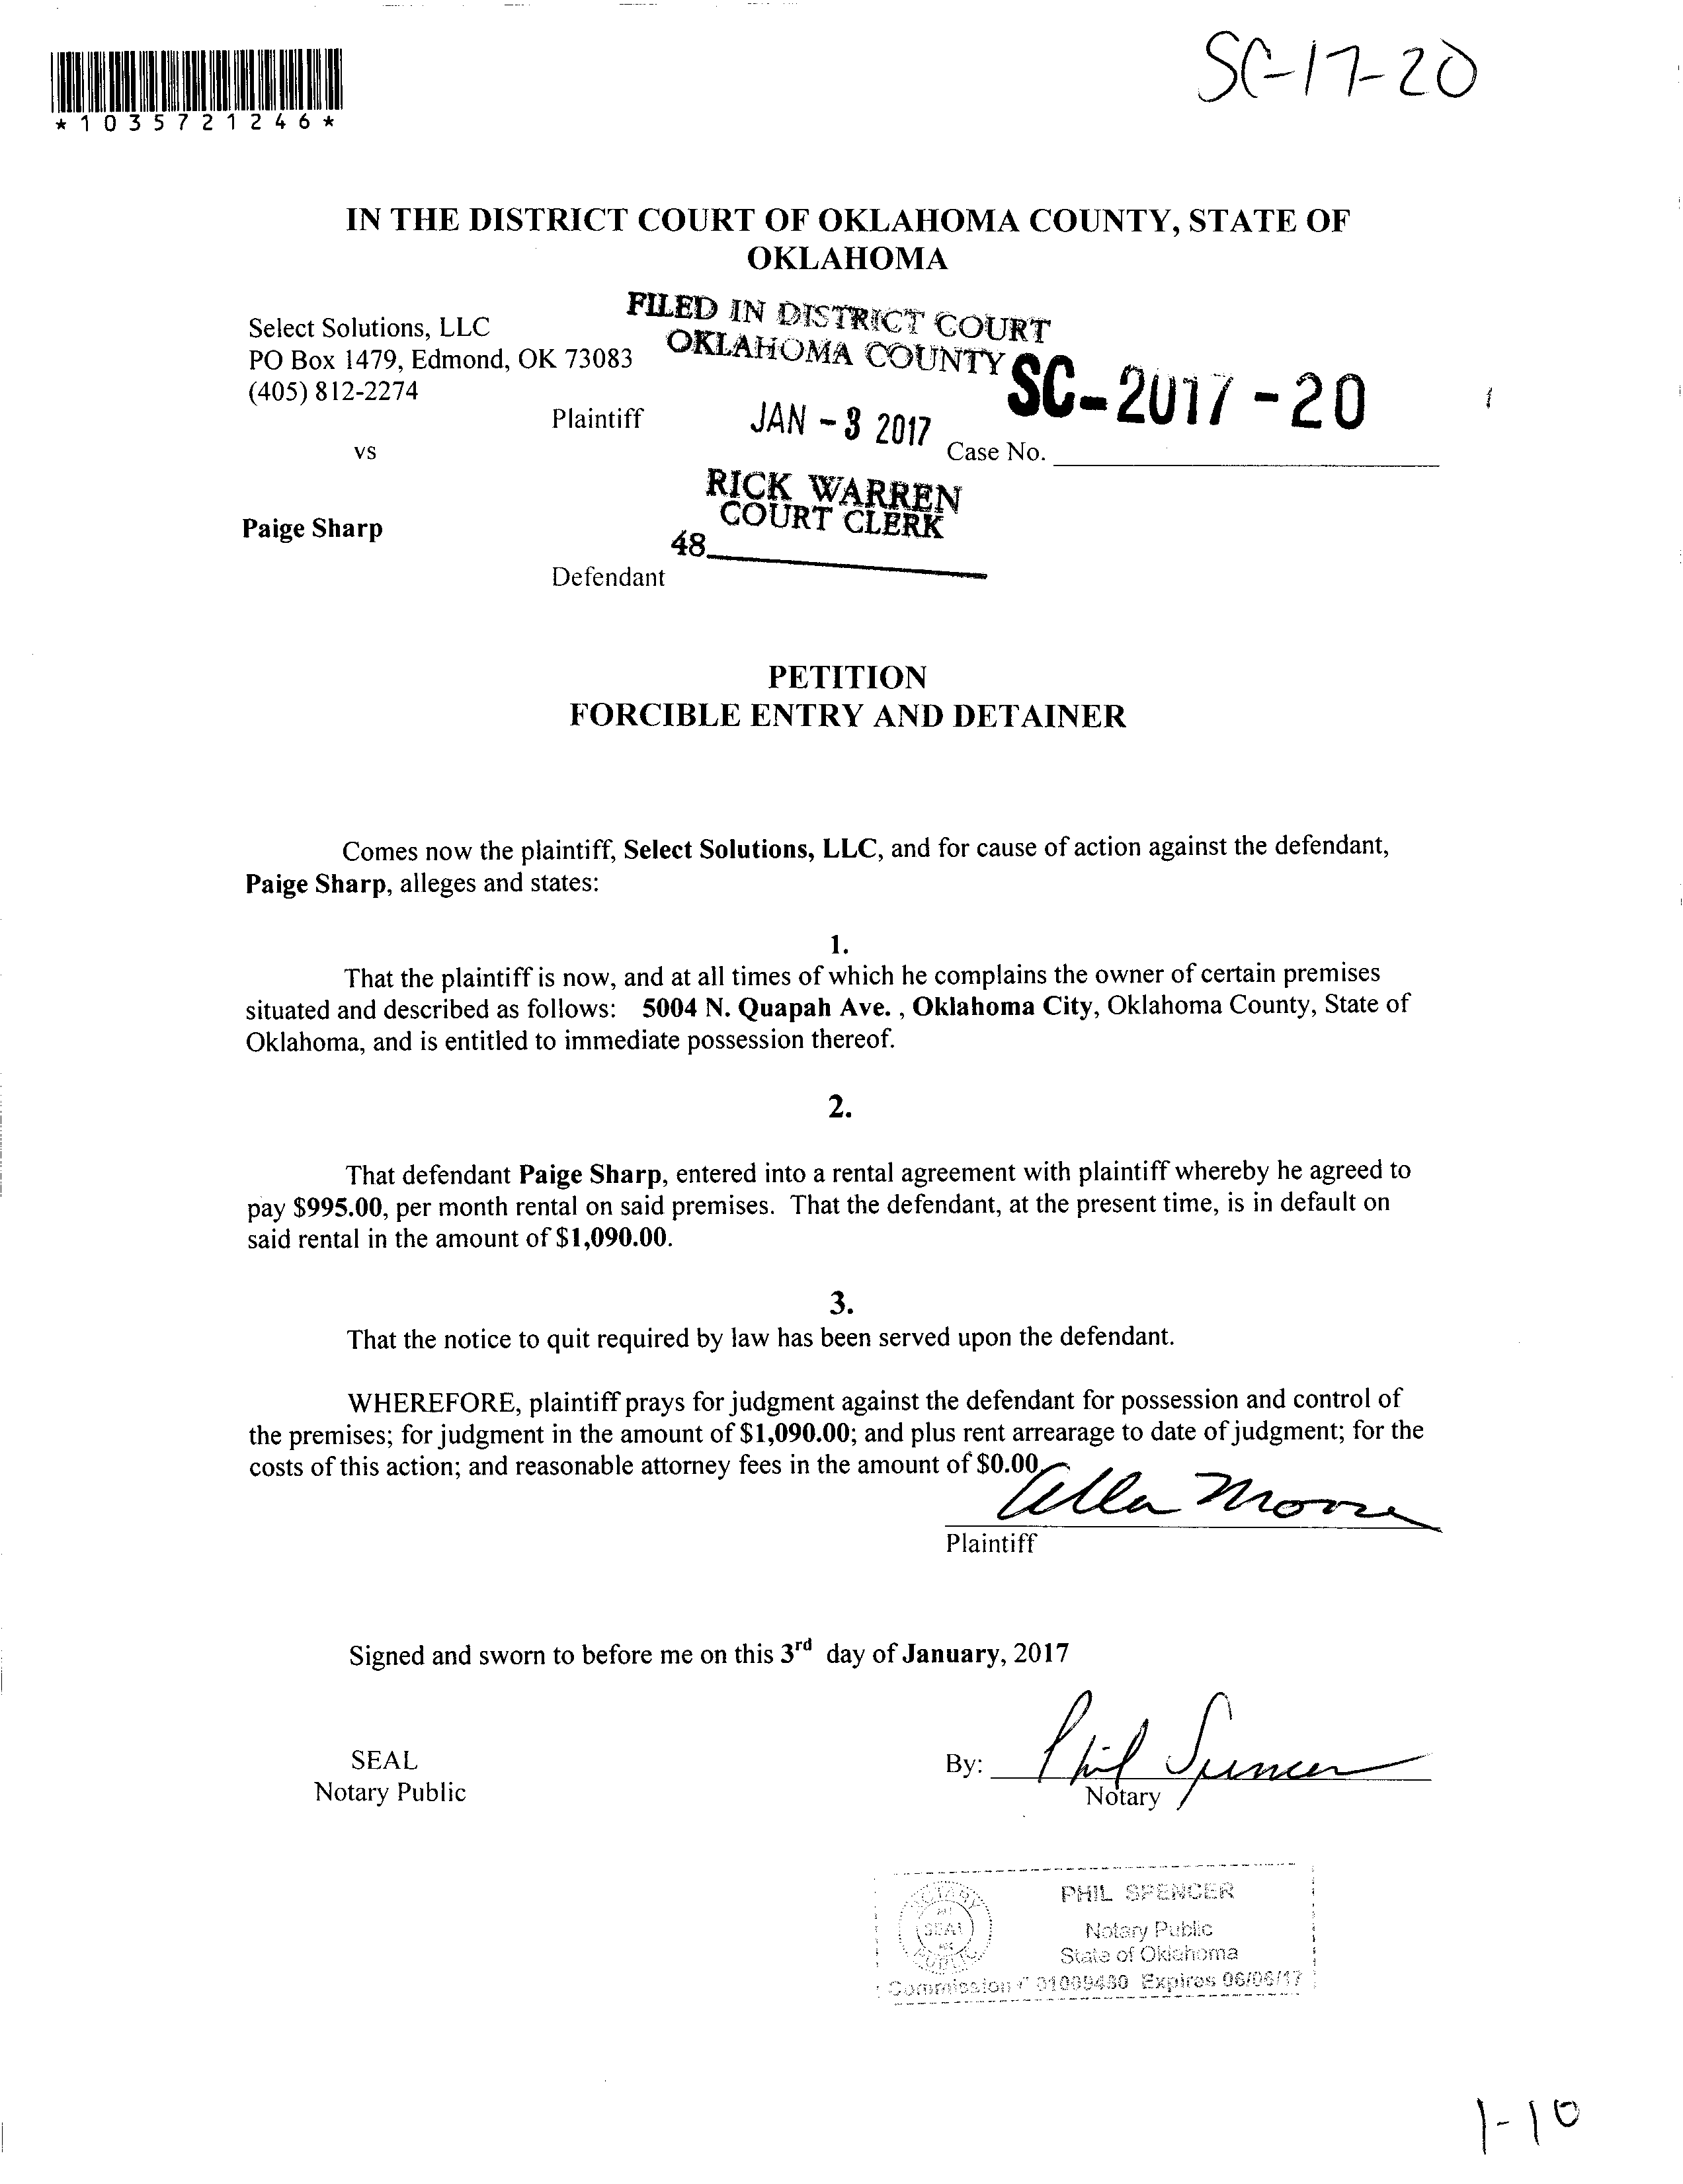 SC-17-20
*1035721246*
IN THE DISTRICT COURT OF OKLAHOMA COUNTY, STATE OF
OKLAHOMA
FILED IN DISTRICT COURT
OKLAHOMA COUNTY
Select Solutions, LLC
PO Box 1479, Edmond, OK 73083
(405) 812-2274
SC-2017-20
Plaintiff
JAN - 3 2017
Case No.
vs
RICK WARREN
COURT CLERK
Paige Sharp
48
Defendant
PETITION
FORCIBLE ENTRY AND DETAINER
Comes now the plaintiff, Select Solutions, LLC, and for cause of action against the defendant,
Paige Sharp, alleges and states:
1.
That the plaintiff is now, and at all times of which he complains the owner of certain premises
situated and described as follows: 5004 N. Quapah Ave. , Oklahoma City, Oklahoma County, State of
Oklahoma, and is entitled to immediate possession thereof.
2.
That defendant Paige Sharp, entered into a rental agreement with plaintiff whereby he agreed to
pay $995.00, per month rental on said premises. That the defendant, at the present time, is in default on
said rental in the amount of $1,090.00.
3.
That the notice to quit required by law has been served upon the defendant.
WHEREFORE, plaintiff prays for judgment against the defendant for possession and control of
the premises; for judgment in the amount of $1,090.00; and plus rent arrearage to date of judgment; for the
costs of this action; and reasonable attorney fees in the amount of $0.00.
Plaintiff
Signed and sworn to before me on this 3rd day of January, 2017
SEAL
Notary Public
By: Phil Spencer
Notary
PHIL SPENCER
Notary Public
State of Oklahoma
NOTARY
SEAL
PUBLIC
Commission # Expires 06/06/17
1-10